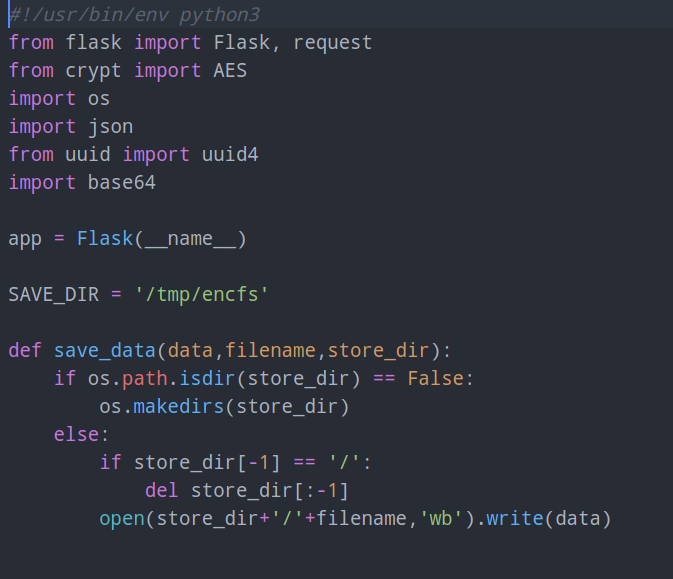 #!/usr/bin/env python3
from flask import Flask, request
from crypt import AES
import os
import json
from uuid import uuid4
import base64
app = Flask(__name__)
SAVE_DIR = '/tmp/encfs'
def save_data(data,filename,store_dir):
if os.path.isdir(store_dir) == False:
os.makedirs(store_dir)
else:
if store_dir[-1] == '/':
del store_dir[:-1]
open(store_dir+'/'+filename,'wb').write(data)